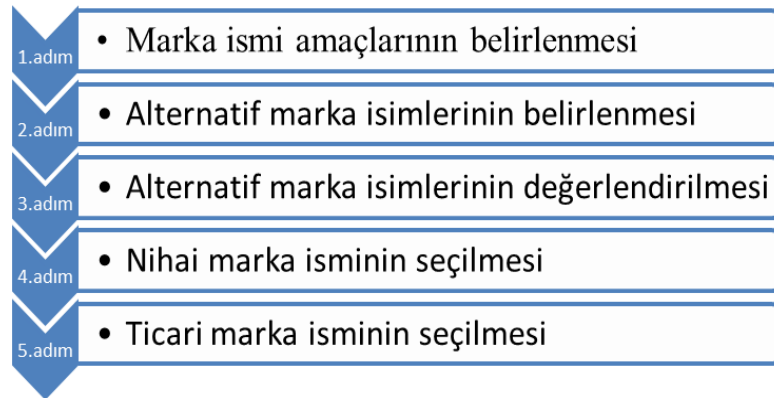 1.adım
• Marka ismi amaçlarının belirlenmesi
2.adım
• Alternatif marka isimlerinin belirlenmesi
3.adım
• Alternatif marka isimlerinin değerlendirilmesi
4.adım
• Nihai marka isminin seçilmesi
5.adım
• Ticari marka isminin seçilmesi